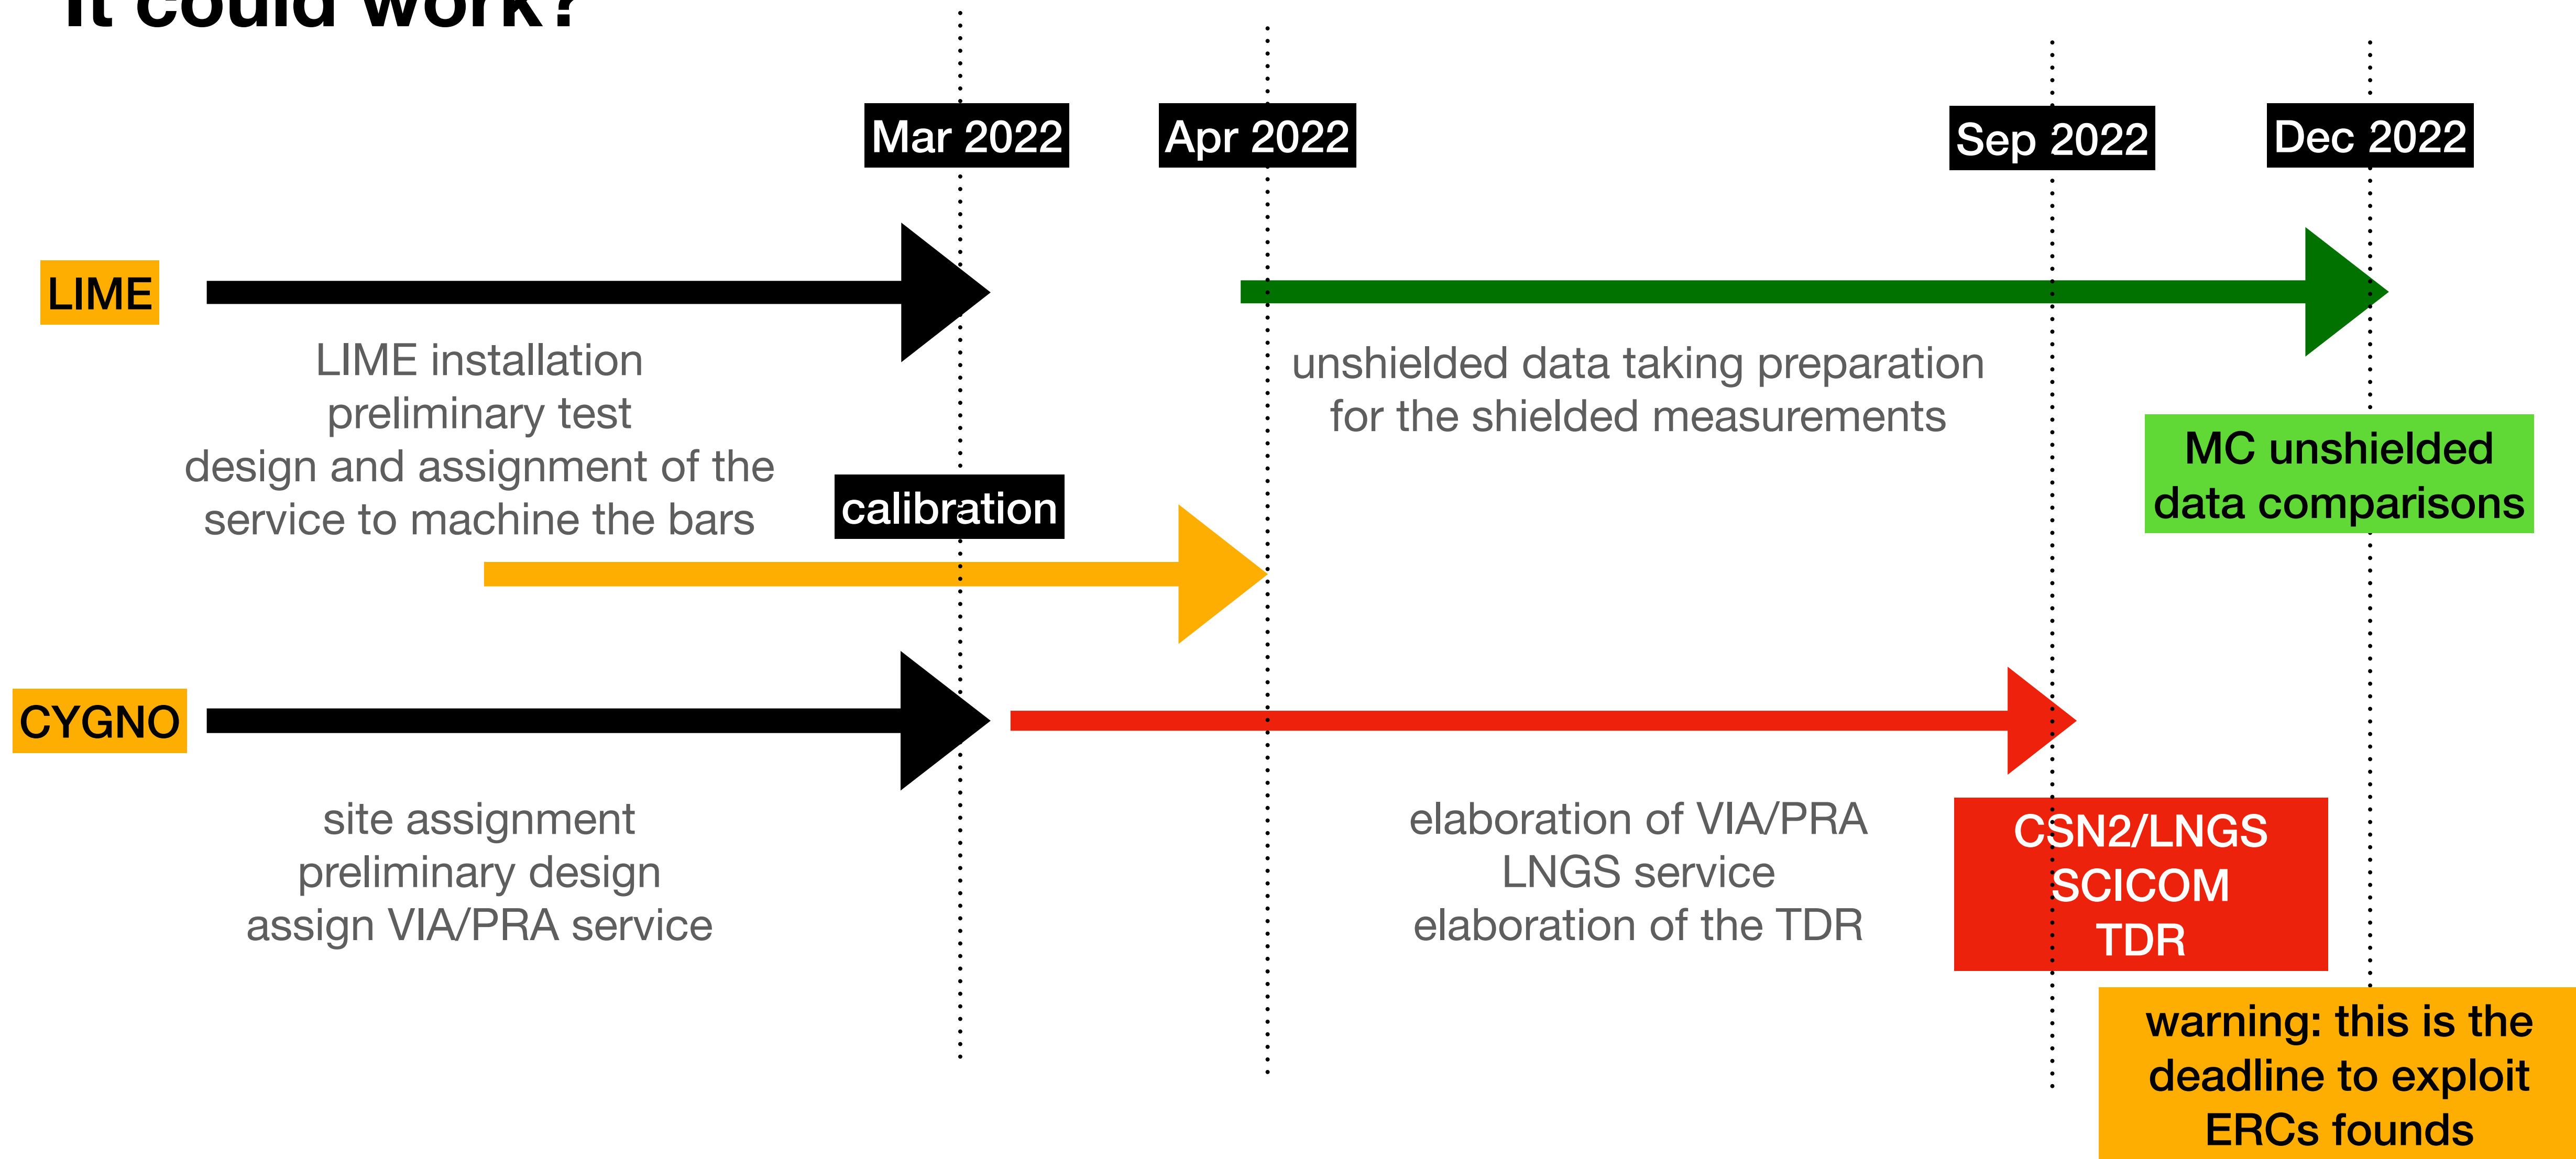 it could work?
Mar 2022
Apr 2022
Sep 2022
Dec 2022
LIME
LIME installation
preliminary test
design and assignment of the
service to machine the bars
unshielded data taking preparation
for the shielded measurements
MC unshielded
data comparisons
calibration
CYGNO
site assignment
preliminary design
assign VIA/PRA service
elaboration of VIA/PRA
LNGS service
elaboration of the TDR
CSN2/LNGS
SCICOM
TDR
warning: this is the
deadline to exploit
ERCs founds